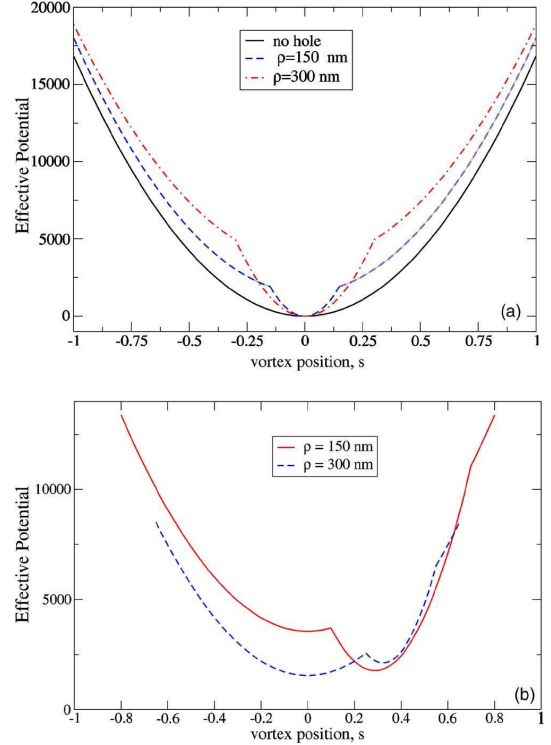 20000
15000
10000
5000
0
Effective Potential
no hole
ρ=150 nm
ρ=300 nm
(a)
-1 -0.75 -0.5 -0.25 0 0.25 0.5 0.75 1
vortex position, s
10000
5000
0
Effective Potential
ρ = 150 nm
ρ = 300 nm
(b)
-1 -0.8 -0.6 -0.4 -0.2 0 0.2 0.4 0.6 0.8 1
vortex position, s